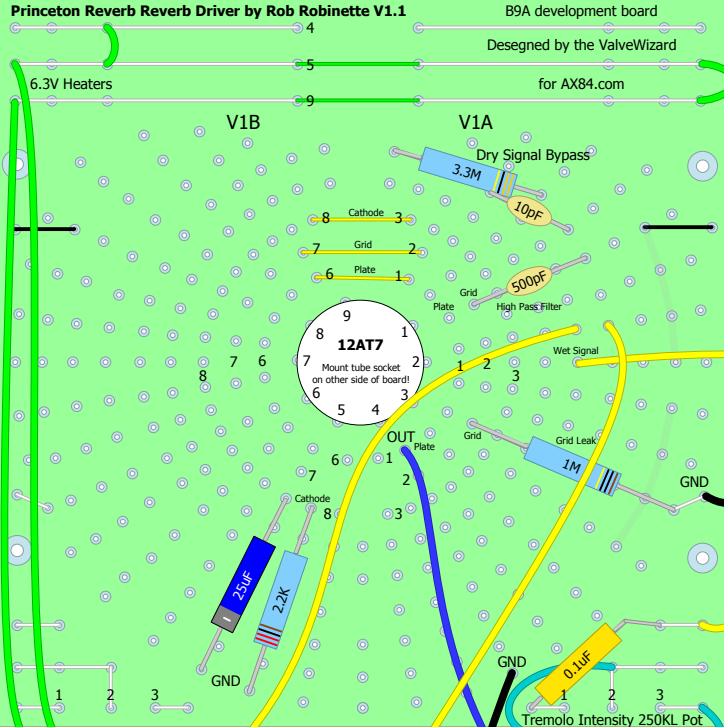 Princeton Reverb Reverb Driver by Rob Robinette V1.1
B9A development board
4
Desegned by the ValveWizard
5
6.3V Heaters
for AX84.com
9
V1B
V1A
Dry Signal Bypass
3.3M
10pF
8 Cathode 3
7 Grid 2
6 Plate 1
500pF
Grid
Plate
High Pass Filter
9
8
1
12AT7
7
2
Mount tube socket
on other side of board!
6
3
5
4
8
7
6
1
2
3
Wet Signal
OUT
Plate
Grid
Grid Leak
1M
6
1
7
2
GND
Cathode
8
3
25uF
2.2K
GND
GND
0.1uF
1
2
3
1
2
3
Tremolo Intensity 250KL Pot